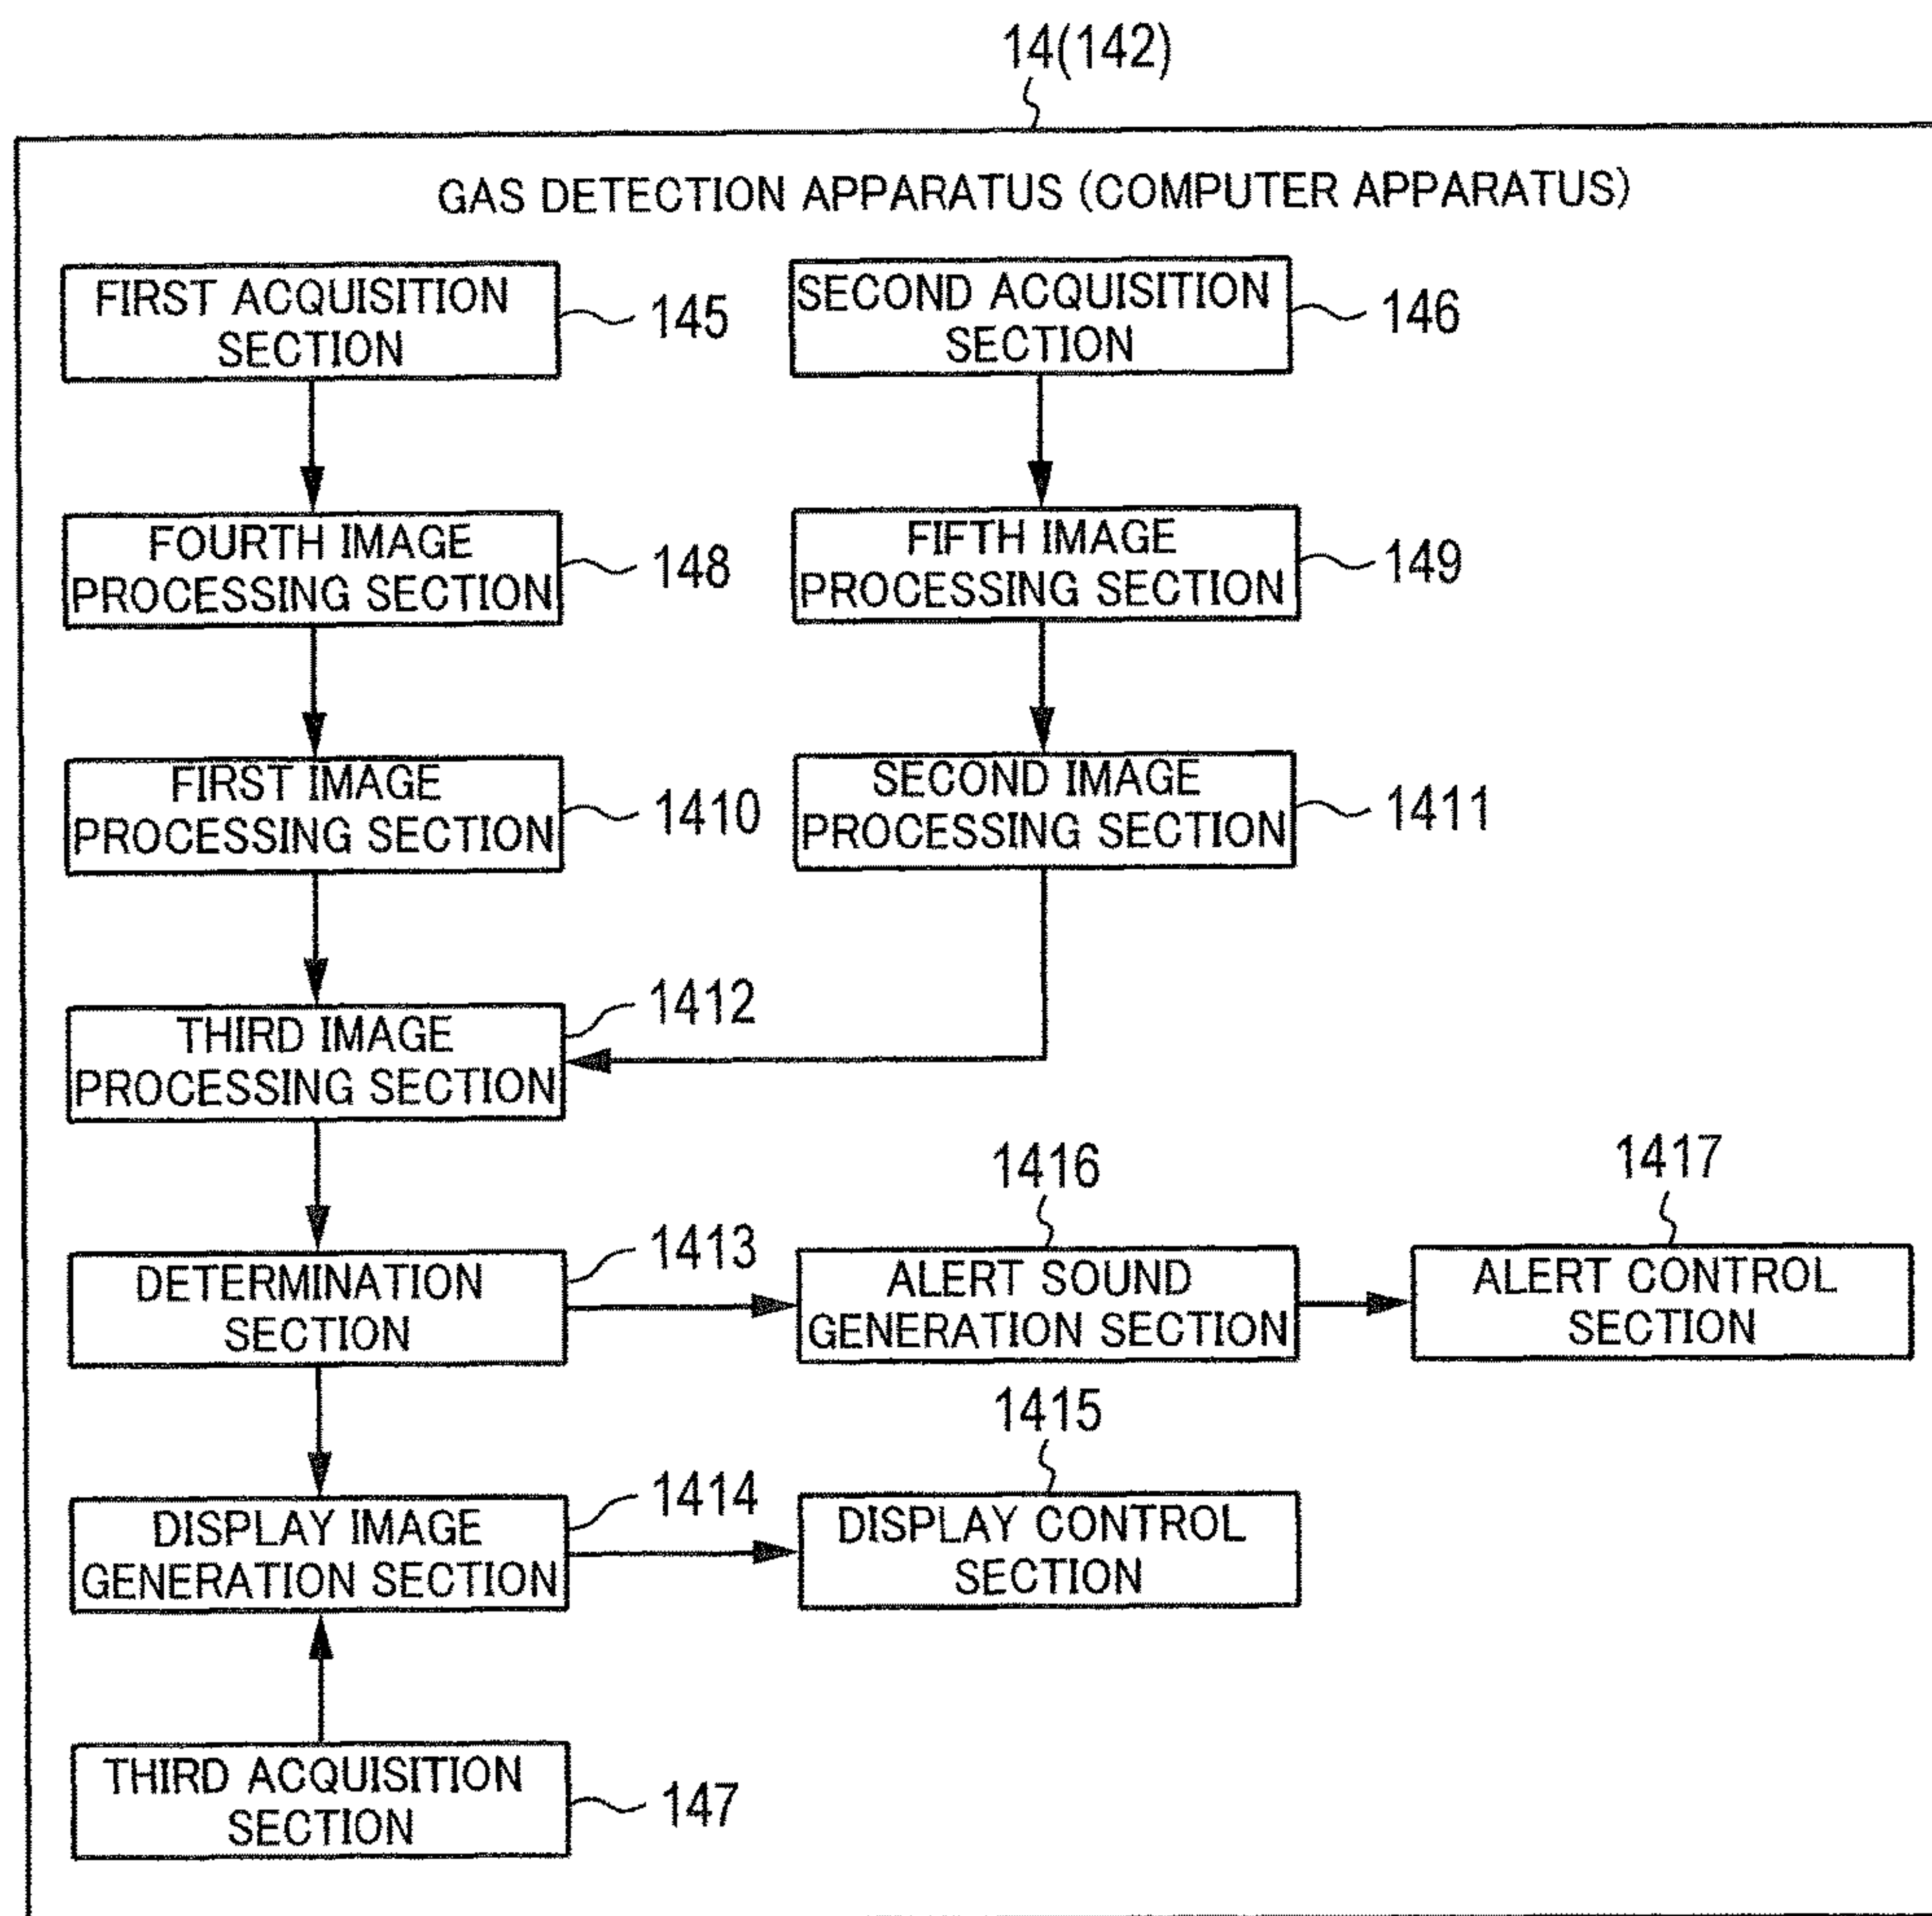 14(142)
GAS DETECTION APPARATUS (COMPUTER APPARATUS)
FIRST ACQUISITION
SECTION
145
SECOND ACQUISITION
SECTION
146
FOURTH IMAGE
PROCESSING SECTION
148
FIFTH IMAGE
PROCESSING SECTION
149
FIRST IMAGE
PROCESSING SECTION
1410
SECOND IMAGE
PROCESSING SECTION
1411
THIRD IMAGE
PROCESSING SECTION
1412
DETERMINATION
SECTION
1413
ALERT SOUND
GENERATION SECTION
1416
ALERT CONTROL
SECTION
1417
DISPLAY IMAGE
GENERATION SECTION
1414
DISPLAY CONTROL
SECTION
1415
THIRD ACQUISITION
SECTION
147